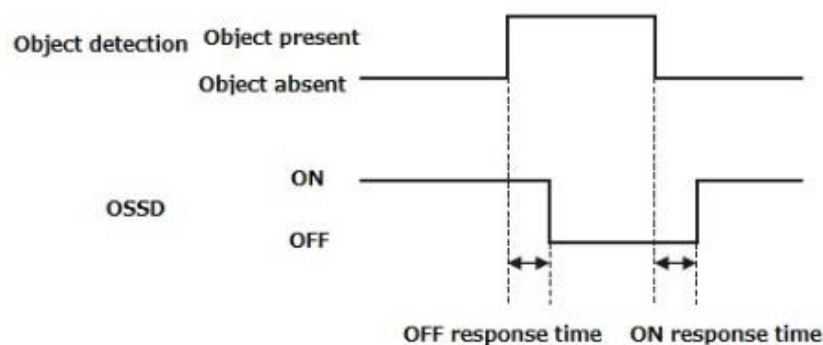 Object detection Object present
Object absent
ON
OSSD
OFF
OFF response time ON response time